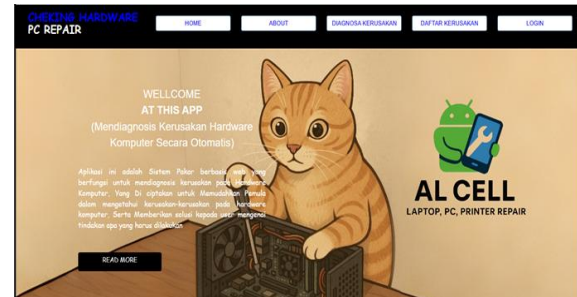 CHEKING HARDWARE
PC REPAIR
HOME
ABOUT
DIAGNOSA KERUSAKAN
DAFTAR KERUSAKAN
LOGIN
WELLCOME
AT THIS APP
(Mendiagnosis Kerusakan Hardware
Komputer Secara Otomatis)
Aplikasi ini adalah Sistem Pakar berbasis web yang
berfungsi untuk mendiagnosis kerusakan pada Hardware
Komputer, Yang Di ciptakan untuk Memudahkan Pemula
dalam mengetahui kerusakan-kerusakan pada hardware
komputer, Serta Memberikan solusi kepada user mengenai
tindakan apa yang harus dilakukan
READ MORE
AL CELL
LAPTOP, PC, PRINTER REPAIR